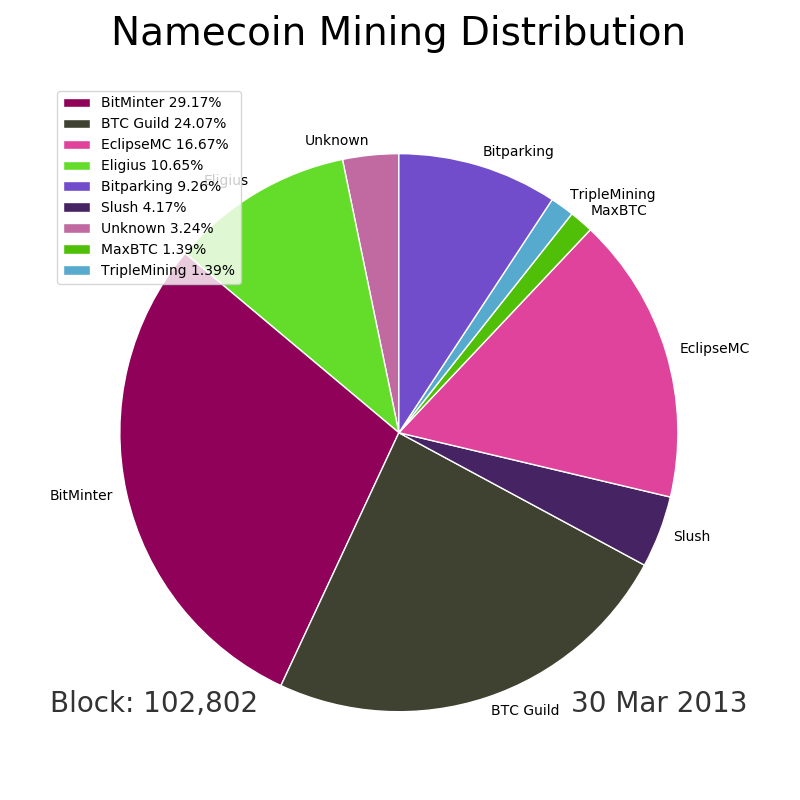 Namecoin Mining Distribution
BitMinter 29.17%
BTC Guild 24.07%
EclipseMC 16.67%
Eligius 10.65%
Bitparking 9.26%
Slush 4.17%
Unknown 3.24%
MaxBTC 1.39%
TripleMining 1.39%
Unknown
Bitparking
Eligius
TripleMining
MaxBTC
EclipseMC
BitMinter
Slush
BTC Guild
Block: 102,802
30 Mar 2013